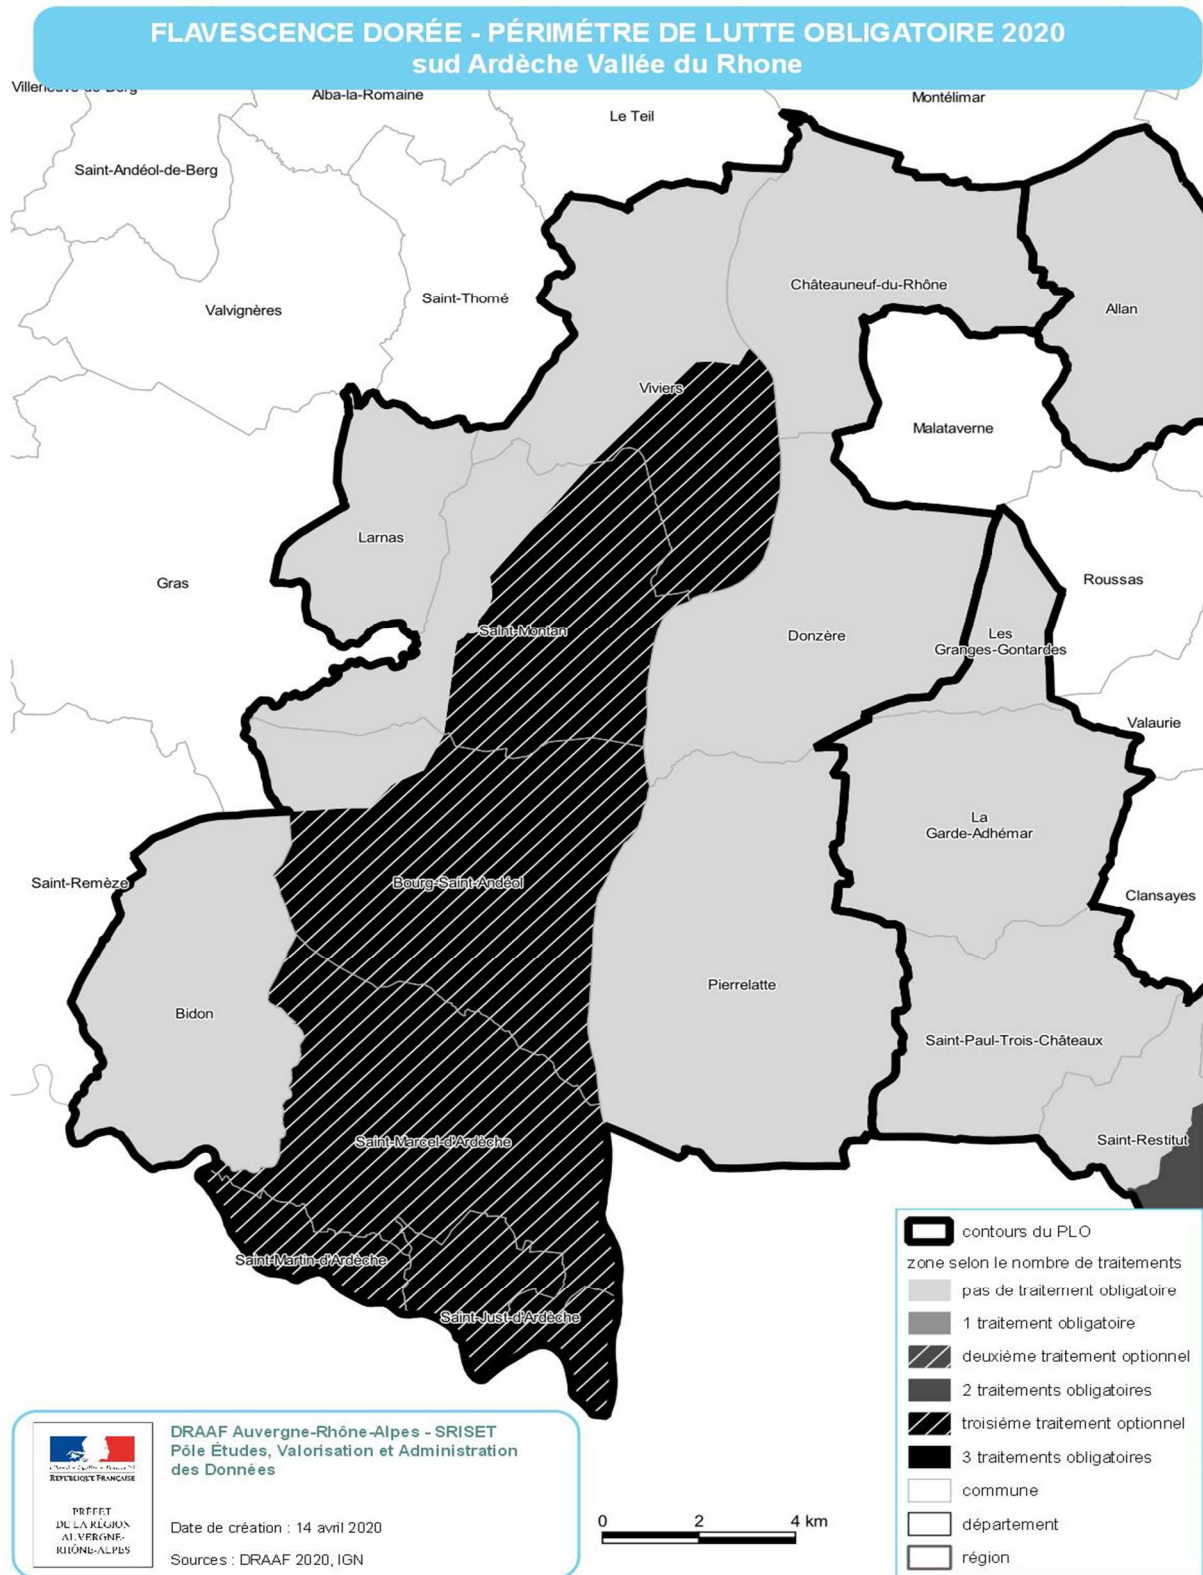 FLAVESCENCE DORÉE - PÉRIMÉTRE DE LUTTE OBLIGATOIRE 2020
sud Ardèche Vallée du Rhone
Villeneuve-de-Berg
Alba-la-Romaine
Montélimar
Le Teil
Saint-Andéol-de-Berg
Châteauneuf-du-Rhône
Saint-Thomé
Valvignères
Allan
Viviers
Malataverne
Larnas
Gras
Roussas
Saint-Montan
Donzère
Les
Granges-Gontardes
Valaurie
La
Garde-Adhémar
Saint-Remèze
Bourg-Saint-Andéol
Clansayes
Pierrelatte
Bidon
Saint-Paul-Trois-Châteaux
Saint-Marcel-d'Ardèche
Saint-Restitut
Saint-Martin-d'Ardèche
Saint-Just-d'Ardèche
contours du PLO
zone selon le nombre de traitements
pas de traitement obligatoire
1 traitement obligatoire
deuxième traitement optionnel
2 traitements obligatoires
troisième traitement optionnel
3 traitements obligatoires
commune
département
région
RÉPUBLIQUE FRANÇAISE
PRÉFET
DE LA RÉGION
AUVERGNE-
RHÔNE-ALPES
DRAAF Auvergne-Rhône-Alpes - SRISET
Pôle Études, Valorisation et Administration
des Données
Date de création : 14 avril 2020
Sources : DRAAF 2020, IGN
0 2 4 km